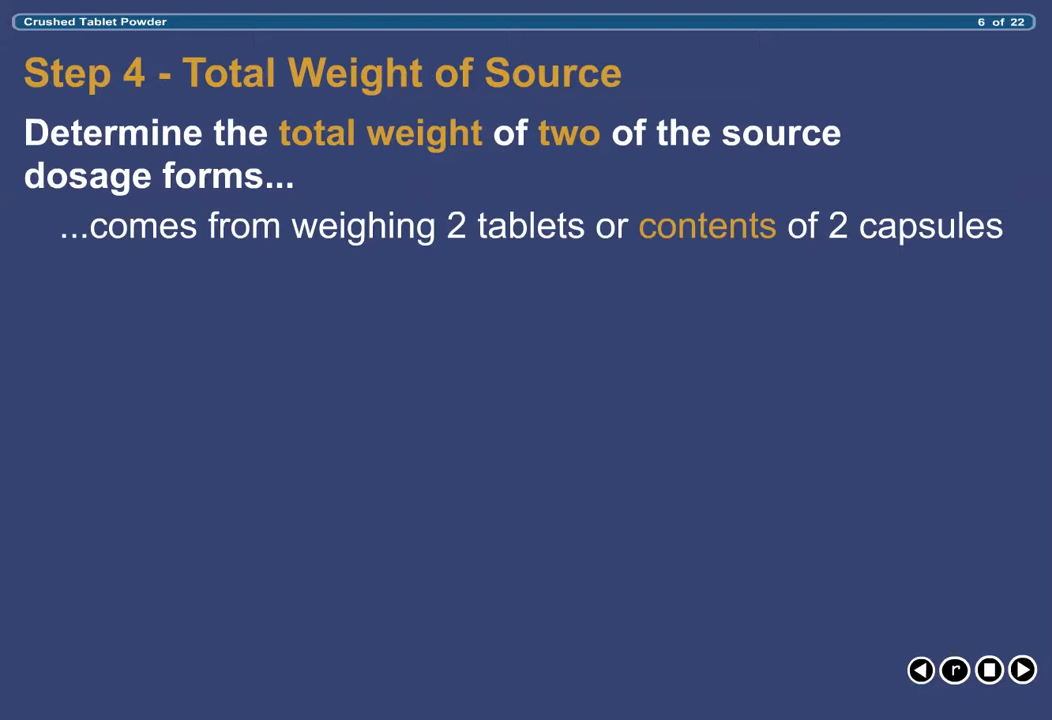 Crushed Tablet Powder 6 of 22
Step 4 - Total Weight of Source
Determine the total weight of two of the source
dosage forms...
...comes from weighing 2 tablets or contents of 2 capsules
r